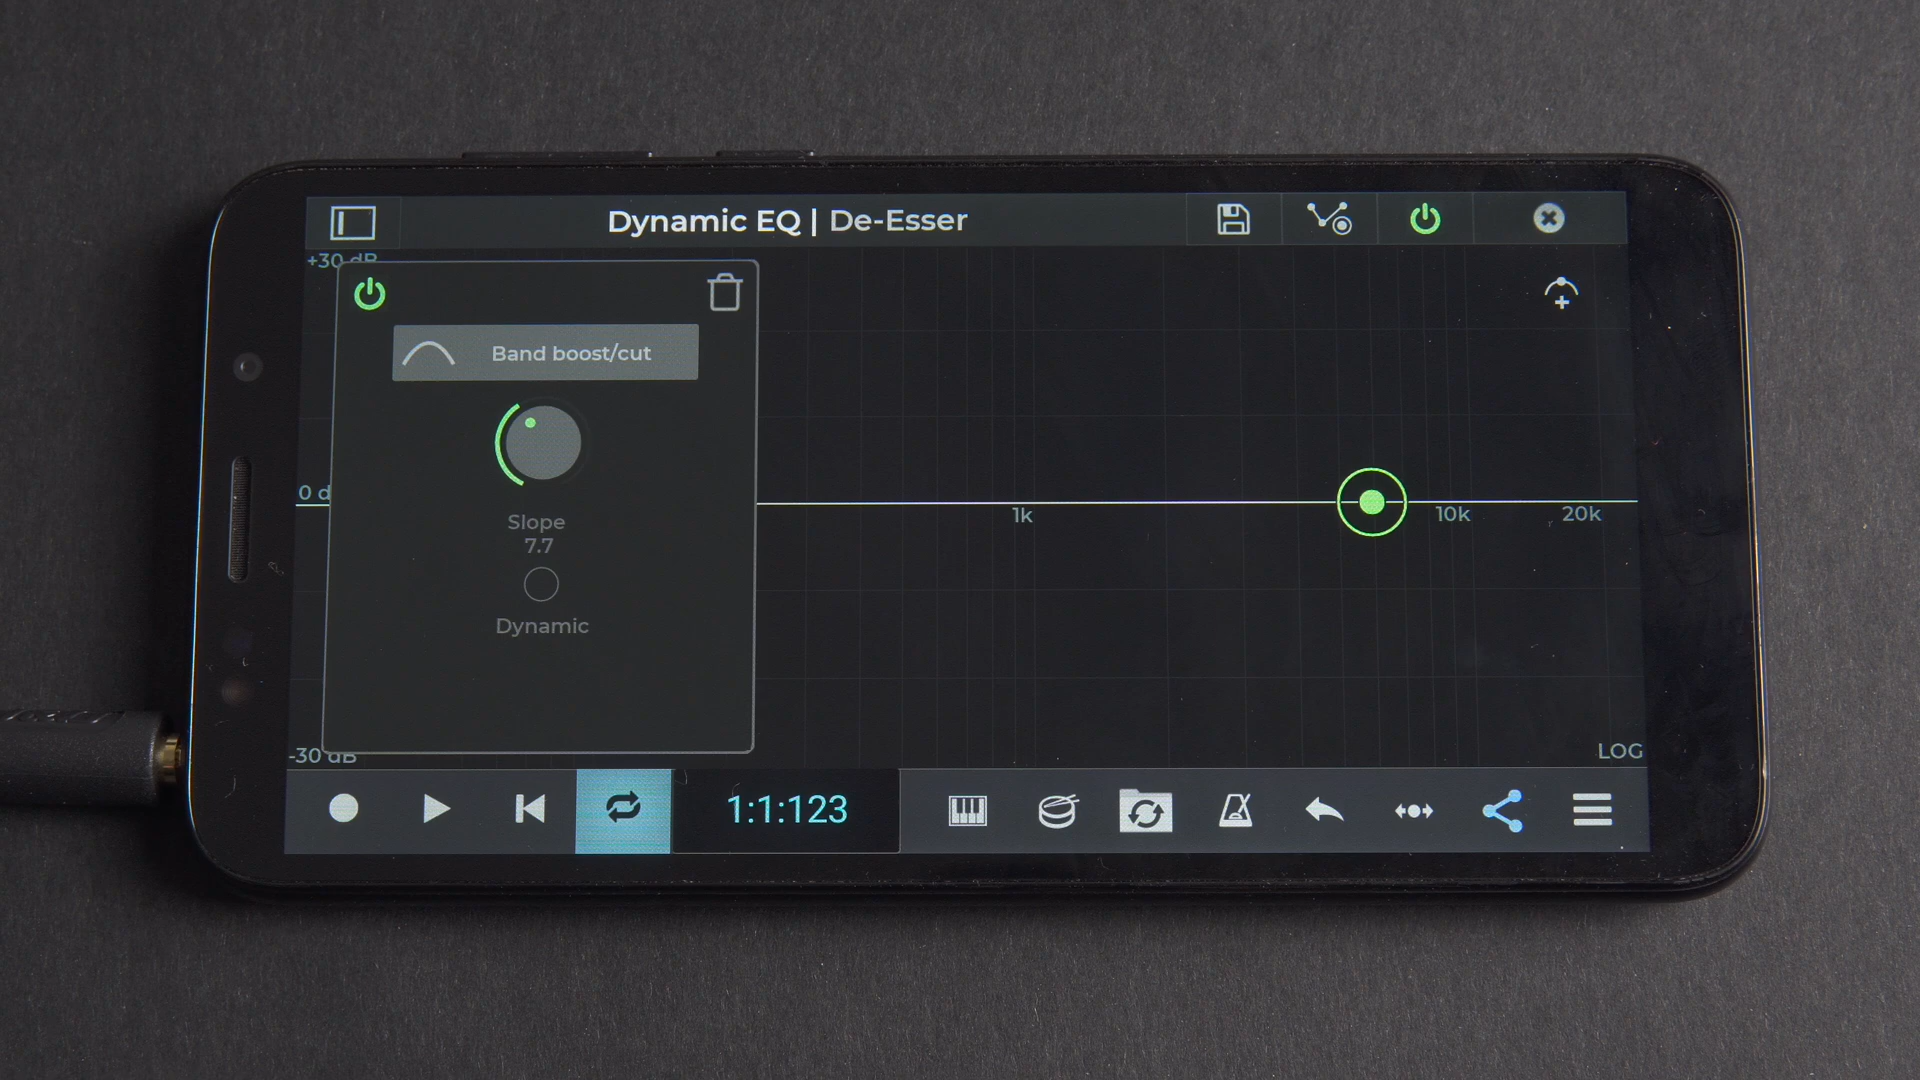 Dynamic EQ | De-Esser
+30 dB
Band boost/cut
Slope
7.7
Dynamic
0 d
1k
10k
20k
-30 dB
LOG
1:1:123